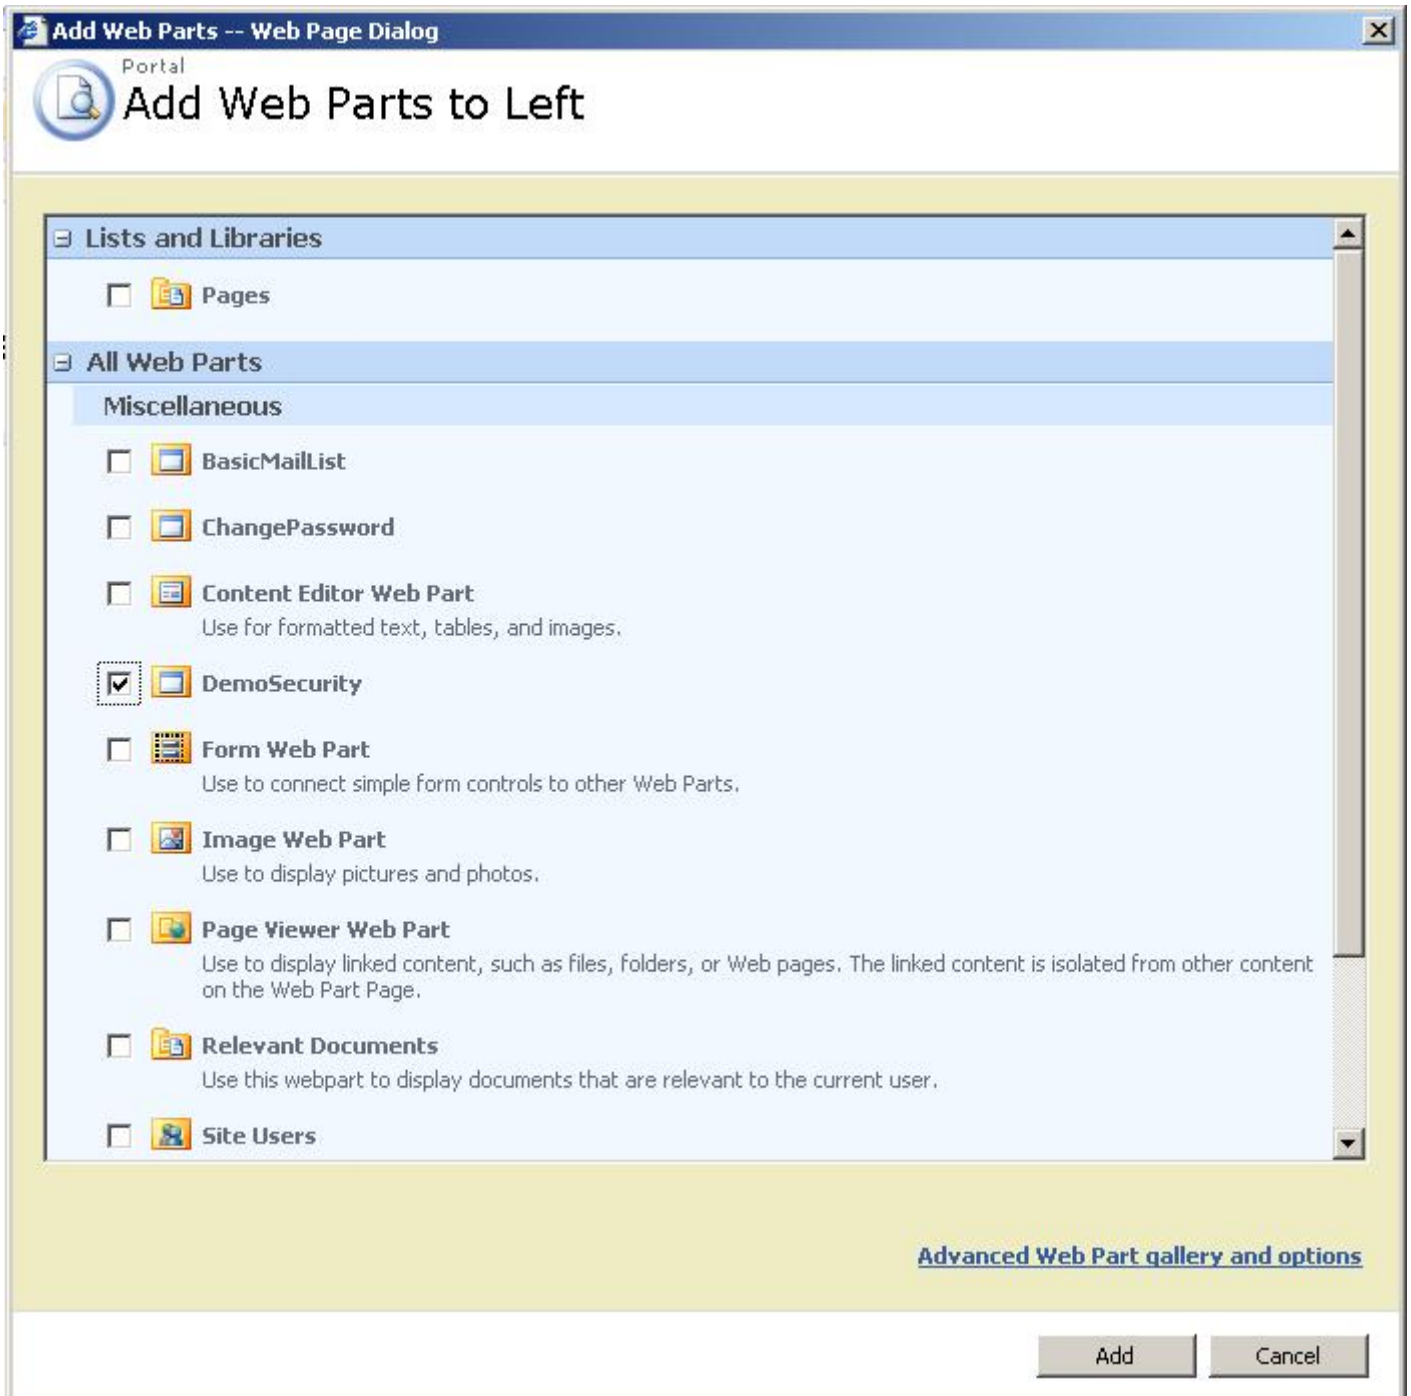 Add Web Parts -- Web Page Dialog
Portal
Add Web Parts to Left
Lists and Libraries
Pages
All Web Parts
Miscellaneous
BasicMailList
ChangePassword
Content Editor Web Part
Use for formatted text, tables, and images.
DemoSecurity
Form Web Part
Use to connect simple form controls to other Web Parts.
Image Web Part
Use to display pictures and photos.
Page Viewer Web Part
Use to display linked content, such as files, folders, or Web pages. The linked content is isolated from other content
on the Web Part Page.
Relevant Documents
Use this webpart to display documents that are relevant to the current user.
Site Users
Advanced Web Part gallery and options
Add Cancel